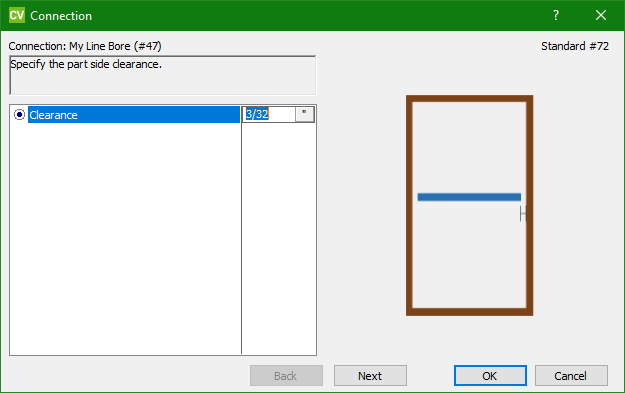 CV Connection ?
Connection: My Line Bore (#47)
Standard #72
Specify the part side clearance.
Clearance 3/32 "
Back Next OK Cancel